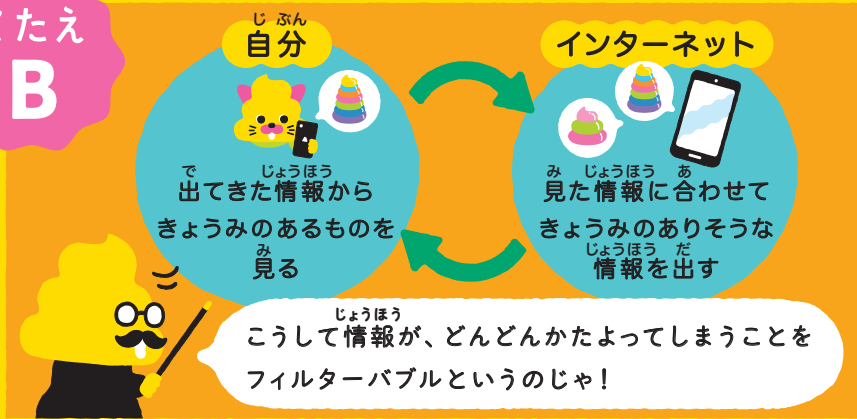 こたえ
B
じぶん
自分
で じょうほう
出てきた情報から
きょうみのあるものを
み
見る
インターネット
み じょうほう あ
見た情報に合わせて
きょうみのありそうな
じょうほう だ
情報を出す
じょうほう
こうして情報が、どんどんかたよってしまうことを
フィルターバブルというのじゃ!